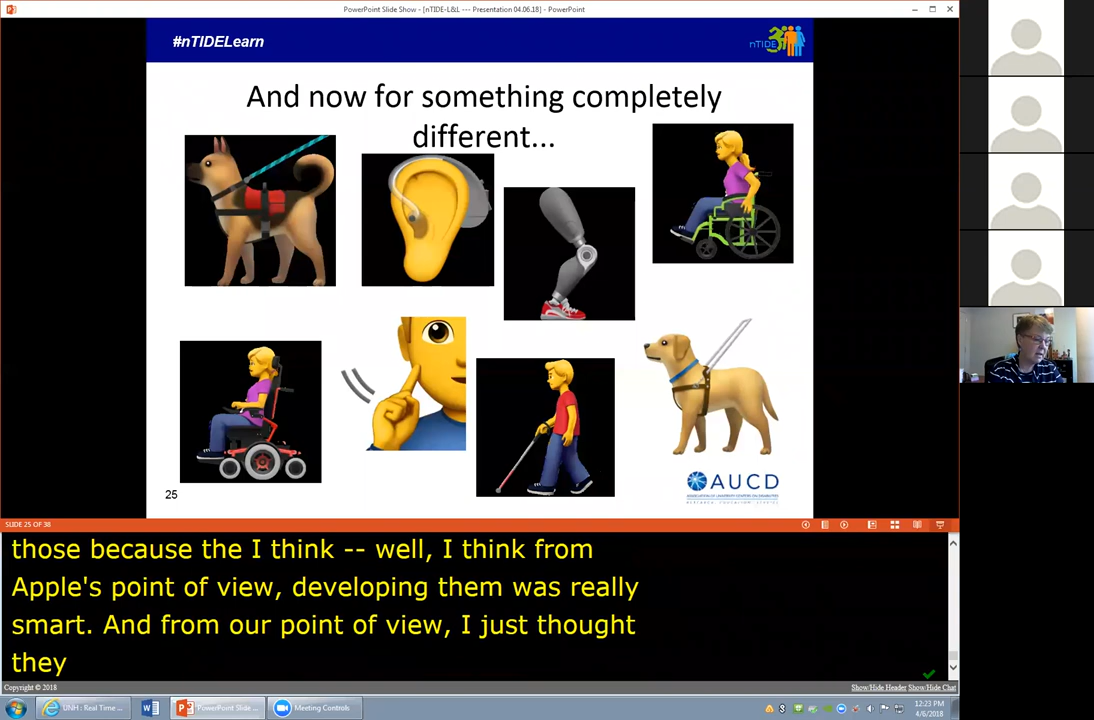 PowerPoint Slide Show - [nTIDE-L&L --- Presentation 04.06.18] - PowerPoint
#nTIDELearn
nTIDE
And now for something completely
different...
AUCD
25
SLIDE 25 OF 38
those because the I think -- well, I think from
Apple's point of view, developing them was really
smart. And from our point of view, I just thought
they
Copyright © 2018
Show/Hide Header Show/Hide Chat
UNH : Real Time ...
PowerPoint Slide ...
Meeting Controls
12:23 PM
4/6/2018